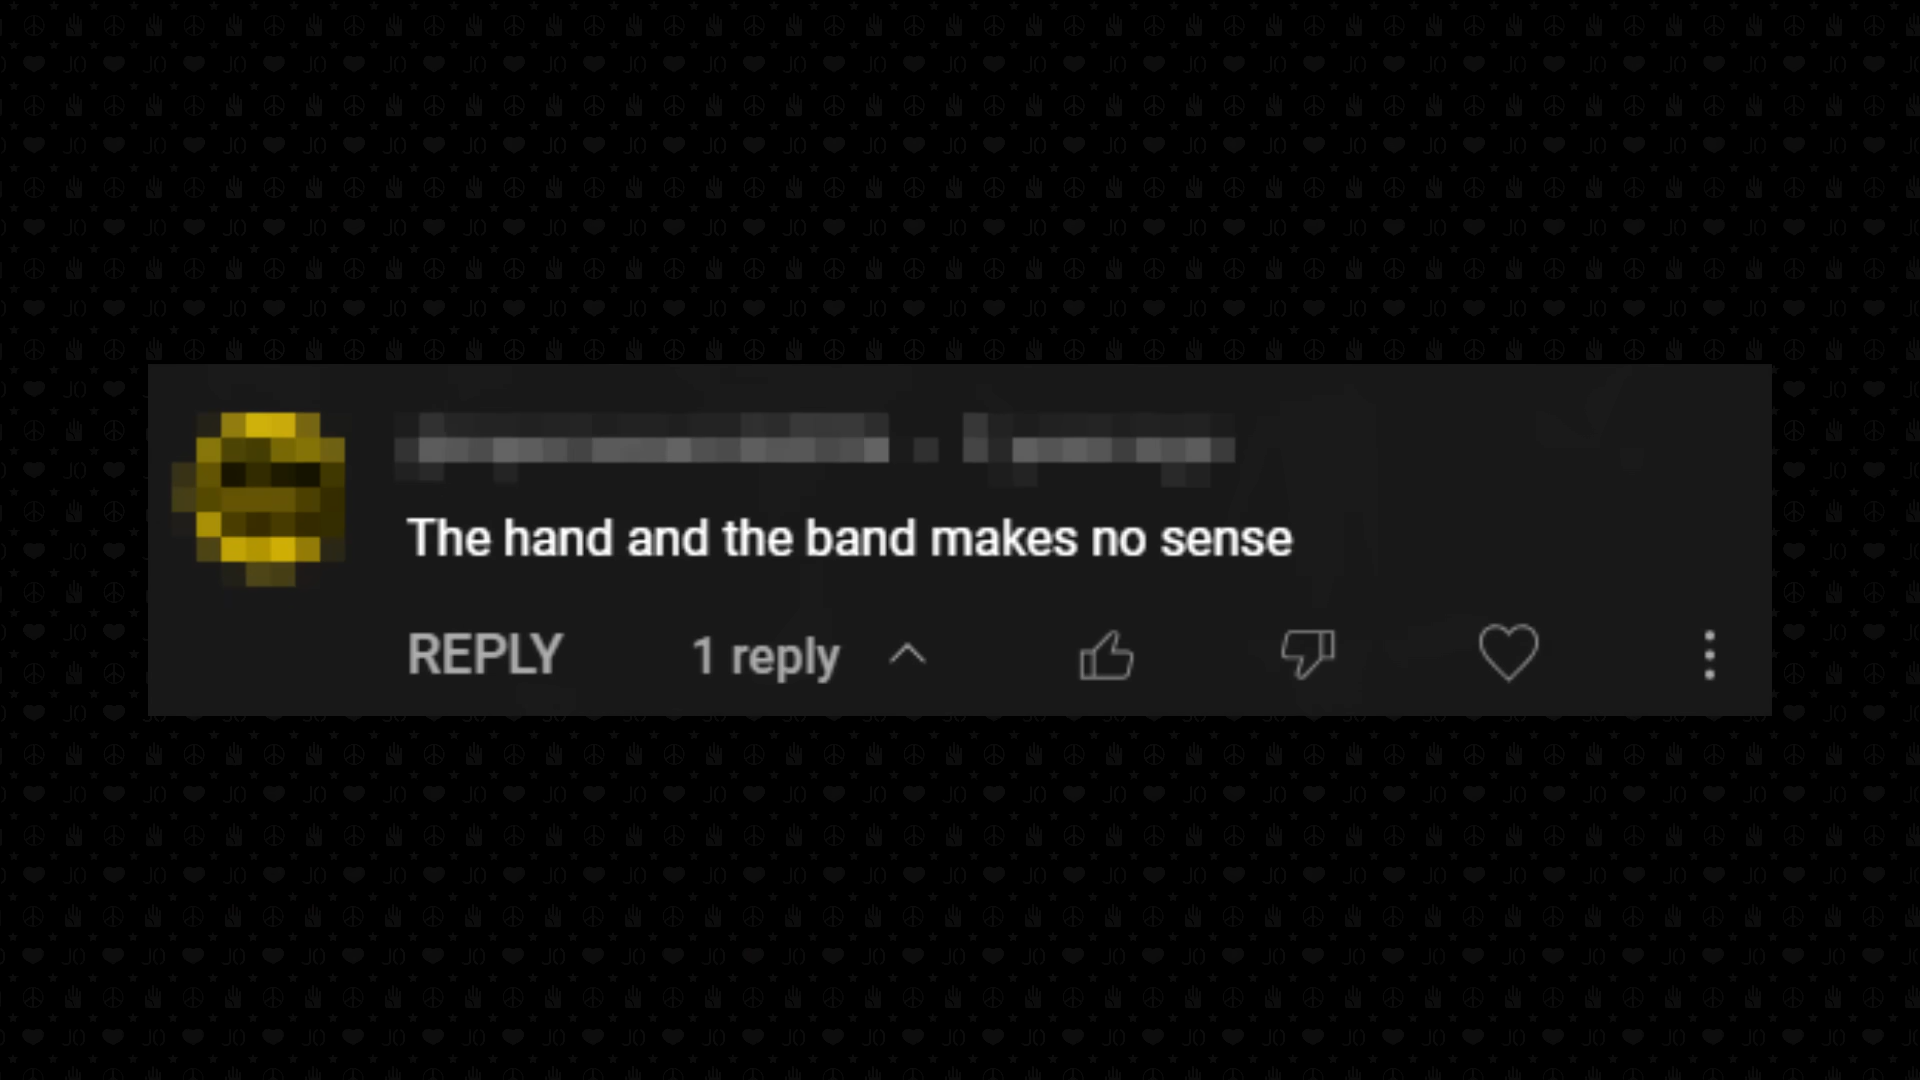 The hand and the band makes no sense
REPLY 1 reply